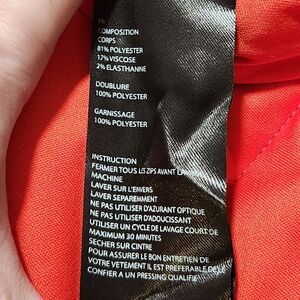 FR
COMPOSITION
CORPS
81% POLYESTER
17% VISCOSE
2% ELASTHANNE
DOUBLURE
100% POLYESTER
GARNISSAGE
100% POLYESTER
INSTRUCTION
FERMER TOUS LES ZIPS AVANT LA
MACHINE
LAVER SUR L'ENVERS
LAVER SEPAREMENT
NE PAS UTILISER D'AZURANT OPTIQUE
NE PAS UTILISER D'ADOUCISSANT
UTILISER UN CYCLE DE LAVAGE COURT DE
MAXIMUM 30 MINUTES
SECHER SUR CINTRE
POUR ASSURER LE BON ENTRETIEN DE
VOTRE VETEMENT IL EST PREFERABLE DE LE
CONFIER A UN PRESSING QUALIFIE